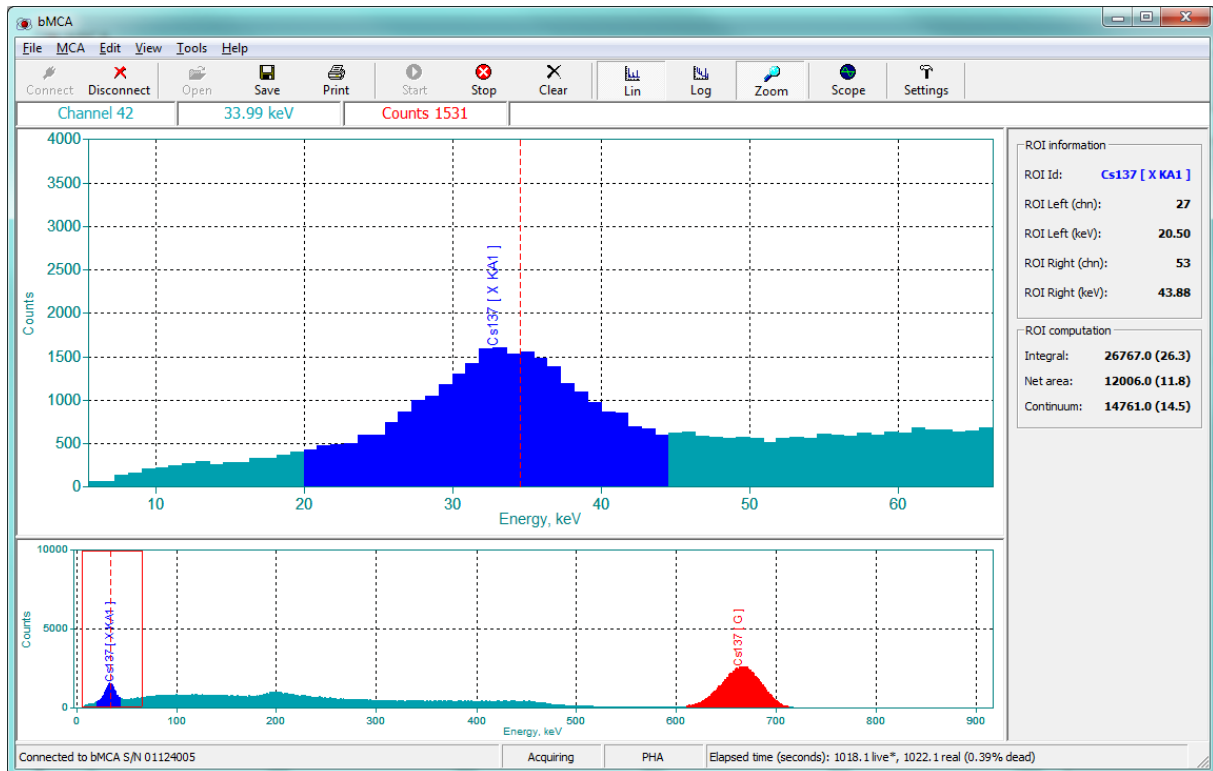 bMCA
File MCA Edit View Tools Help
Connect Disconnect Open Save Print Start Stop Clear Lin Log Zoom Scope Settings
Channel 42 33.99 keV Counts 1531
4000
3500
3000
2500
2000
1500
1000
500
0
Counts
Cs137 [ X KA1 ]
10 20 30 40 50 60
Energy, keV
ROI information
ROI Id: Cs137 [ X KA1 ]
ROI Left (chn): 27
ROI Left (keV): 20.50
ROI Right (chn): 53
ROI Right (keV): 43.88
ROI computation
Integral: 26767.0 (26.3)
Net area: 12006.0 (11.8)
Continuum: 14761.0 (14.5)
10000
5000
0
Counts
Cs137 [ X KA1 ]
Cs137 [ G ]
0 100 200 300 400 500 600 700 800 900
Energy, keV
Connected to bMCA S/N 01124005 Acquiring PHA Elapsed time (seconds): 1018.1 live*, 1022.1 real (0.39% dead)